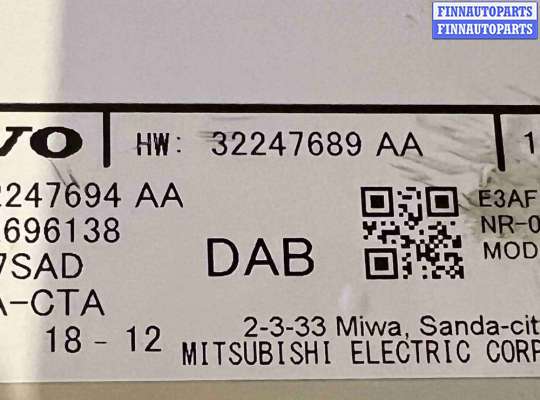 FINNAUTOPARTS
FINNAUTOPARTS
VO HW: 32247689 AA 1
2247694 AA
696138
7SAD
A-CTA
18 - 12
DAB
E3AF
NR-0
MOD
2-3-33 Miwa, Sanda-cit
MITSUBISHI ELECTRIC CORP